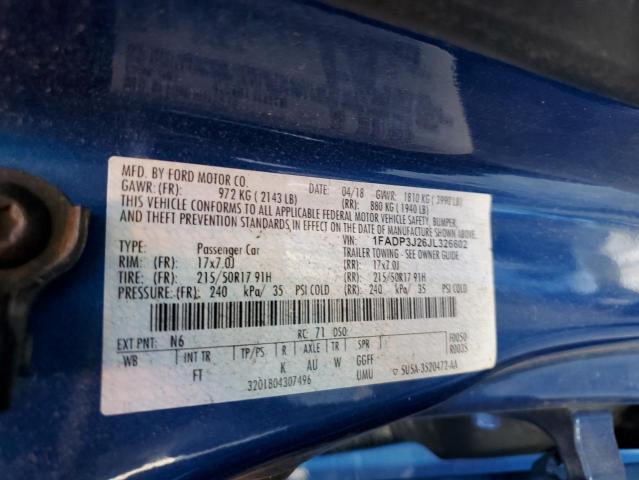 MFD. BY FORD MOTOR CO. DATE: 04/18 GVWR: 1810 KG (3990 LB)
GAWR: (FR): 972 KG (2143 LB) (RR): 880 KG (1940 LB)
THIS VEHICLE CONFORMS TO ALL APPLICABLE FEDERAL MOTOR VEHICLE SAFETY, BUMPER,
AND THEFT PREVENTION STANDARDS IN EFFECT ON THE DATE OF MANUFACTURE SHOWN ABOVE.
VIN: 1FADP3J26JL326602
TYPE: Passenger Car TRAILER TOWING - SEE OWNER GUIDE
RIM: (FR): 17x7.0J (RR): 17x7.0J
TIRE: (FR): 215/50R17 91H (RR): 215/50R17 91H
PRESSURE: (FR): 240 kPa/ 35 PSI COLD (RR): 240 kPa/ 35 PSI COLD
EXT PNT: N6 RC: 71 DSO: F0050
WB INT TR TP/PS R AXLE TR SPR R0035
FT K AU W GGFF
3201804307496 UMU 5USA-3520472-AA